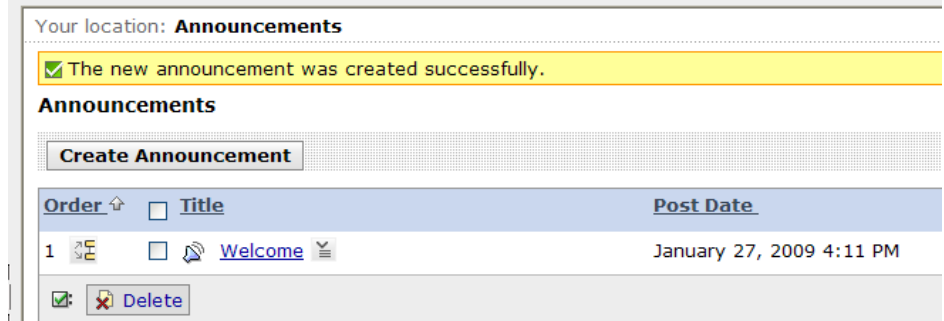 Your location: Announcements
The new announcement was created successfully.
Announcements
Create Announcement
Order Title Post Date
1 Welcome January 27, 2009 4:11 PM
: Delete